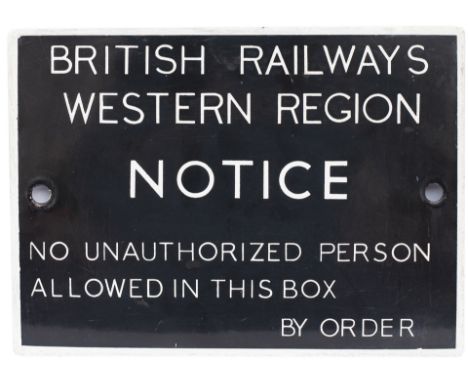 BRITISH RAILWAYS
WESTERN REGION
NOTICE
NO UNAUTHORIZED PERSON
ALLOWED IN THIS BOX
BY ORDER